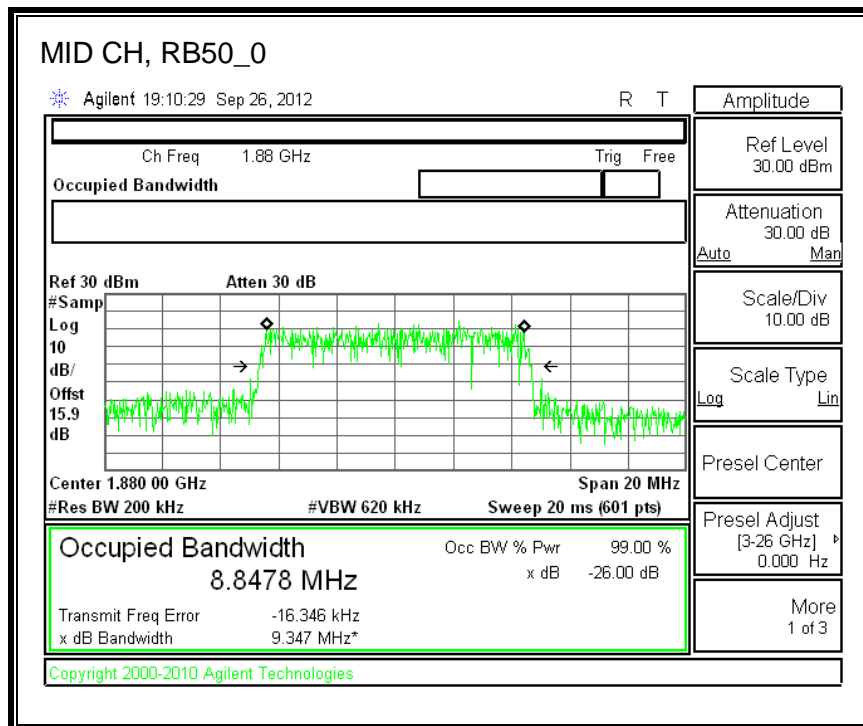 MID CH, RB50_0
Agilent 19:10:29 Sep 26, 2012 R T
Ch Freq 1.88 GHz Trig Free
Occupied Bandwidth
Ref 30 dBm Atten 30 dB
#Samp
Log
10
dB/
Offst
15.9
dB
Center 1.880 00 GHz Span 20 MHz
#Res BW 200 kHz #VBW 620 kHz Sweep 20 ms (601 pts)
Occupied Bandwidth Occ BW % Pwr 99.00 %
8.8478 MHz x dB -26.00 dB
Transmit Freq Error -16.346 kHz
x dB Bandwidth 9.347 MHz*
Copyright 2000-2010 Agilent Technologies
Amplitude
Ref Level
30.00 dBm
Attenuation
30.00 dB
Auto Man
Scale/Div
10.00 dB
Scale Type
Log Lin
Presel Center
Presel Adjust
[3-26 GHz]
0.000 Hz
More
1 of 3